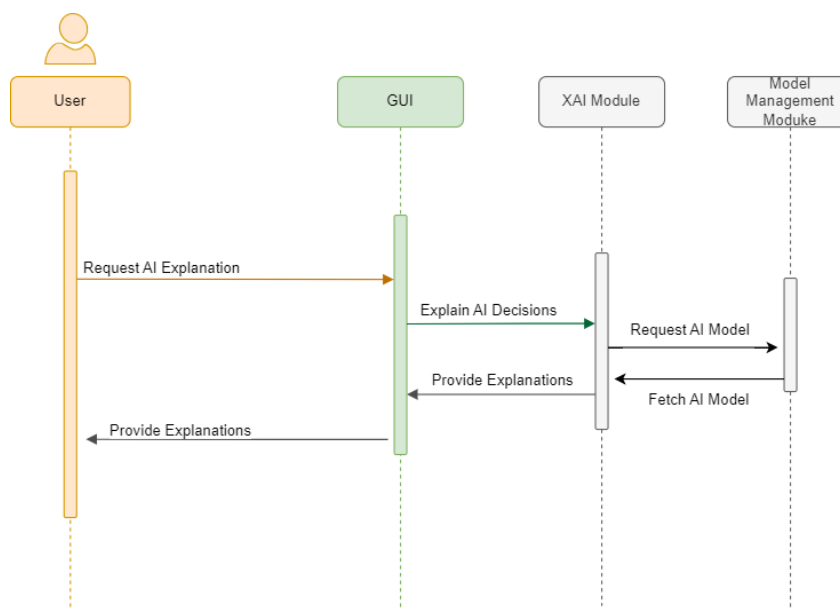 User
GUI
XAI Module
Model
Management
Moduke
Request AI Explanation
Explain AI Decisions
Request AI Model
Provide Explanations
Fetch AI Model
Provide Explanations